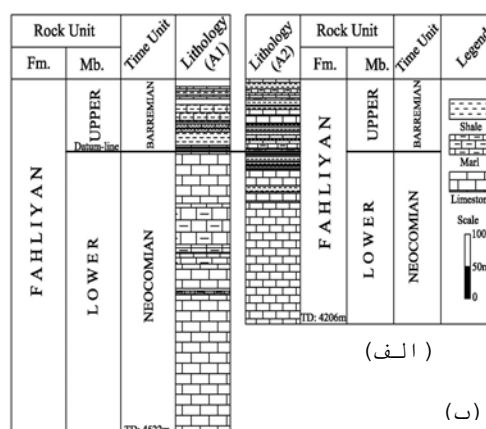 Rock Unit
Fm.
Mb.
Time Unit
Lithology
(A1)
UPPER
Datum-line
BARREMIAN
FAHLIYAN
LOWER
NEOCOMIAN
Lithology
(A2)
Rock Unit
Fm.
Mb.
Time Unit
Legend
FAHLIYAN
UPPER
LOWER
BARREMIAN
NEOCOMIAN
TD: 4206m
Shale
Marl
Limeston
Scale
100
50m
0
(الف)
(ب)